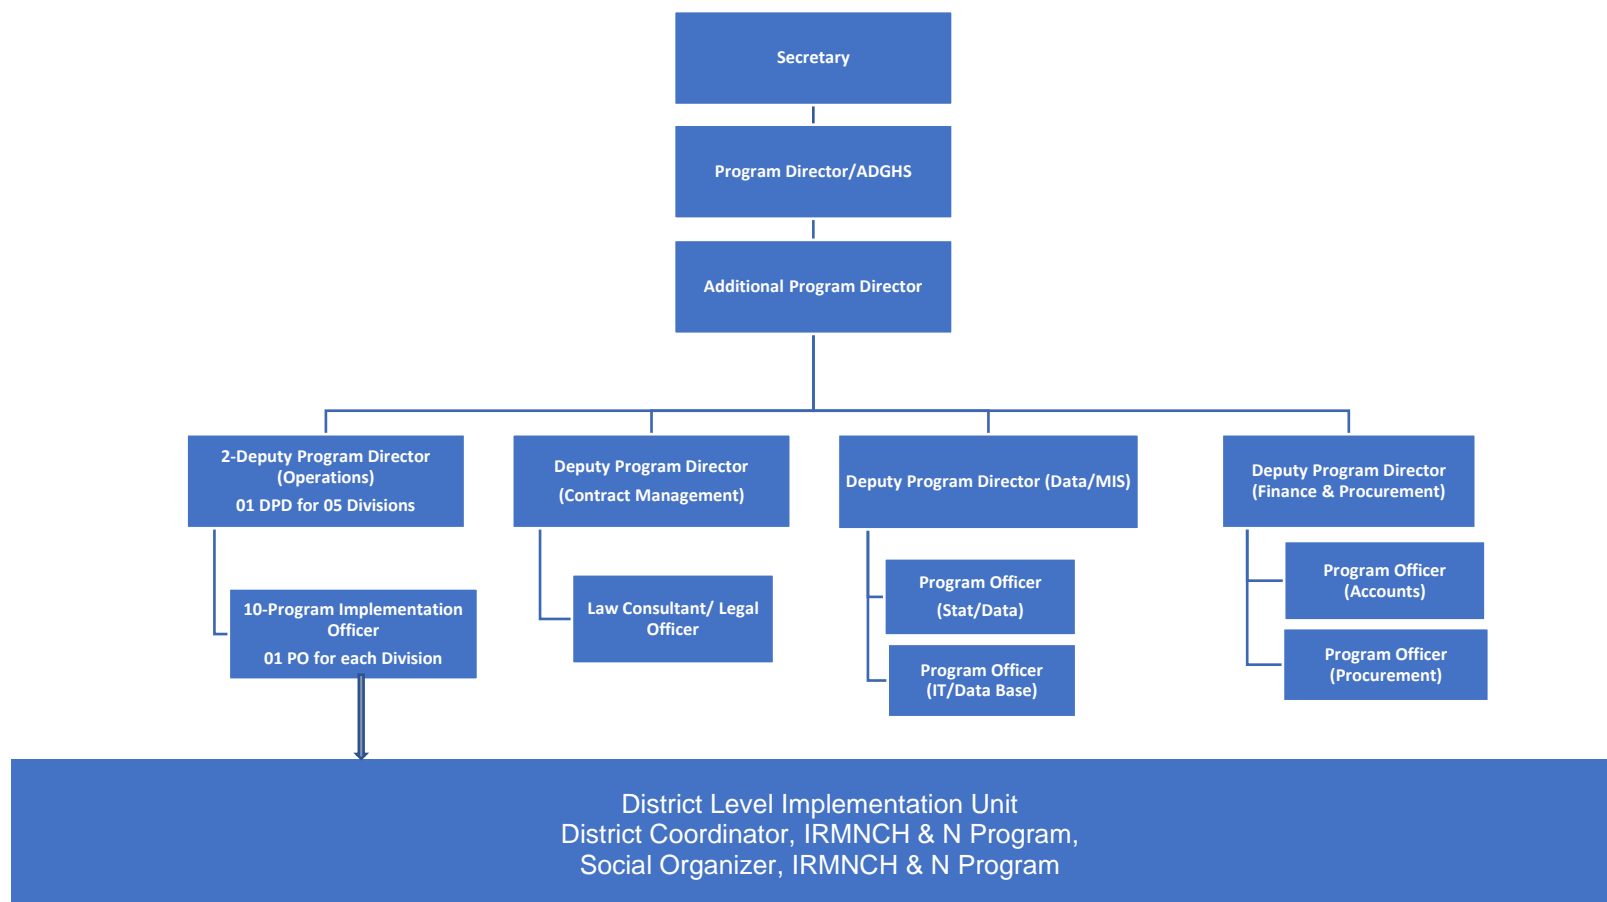 Secretary
Program Director/ADGHS
Additional Program Director
2-Deputy Program Director
(Operations)
01 DPD for 05 Divisions
Deputy Program Director
(Contract Management)
Deputy Program Director (Data/MIS)
Deputy Program Director
(Finance & Procurement)
10-Program Implementation
Officer
01 PO for each Division
Law Consultant/ Legal
Officer
Program Officer
(Stat/Data)
Program Officer
(IT/Data Base)
Program Officer
(Accounts)
Program Officer
(Procurement)
District Level Implementation Unit
District Coordinator, IRMNCH & N Program,
Social Organizer, IRMNCH & N Program